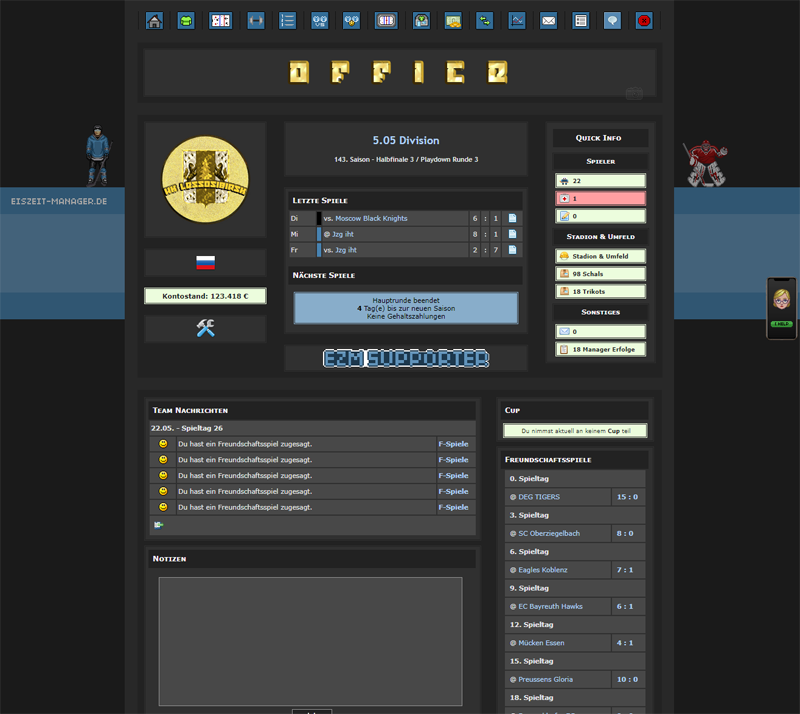 OFFICE
EISZEIT-MANAGER.DE
HK LESSOSIBIRSK
Kontostand: 123.418 €
5.05 Division
143. Saison - Halbfinale 3 / Playdown Runde 3
Letzte Spiele
Di vs. Moscow Black Knights 6 : 1
Mi @ Jzg iht 8 : 1
Fr vs. Jzg iht 2 : 7
Nächste Spiele
Hauptrunde beendet
4 Tag(e) bis zur neuen Saison
Keine Gehaltszahlungen
EZM SUPPORTER
Quick Info
Spieler
22
1
0
Stadion & Umfeld
Stadion & Umfeld
98 Schals
18 Trikots
Sonstiges
0
18 Manager Erfolge
Team Nachrichten
22.05. - Spieltag 26
Du hast ein Freundschaftsspiel zugesagt. F-Spiele
Du hast ein Freundschaftsspiel zugesagt. F-Spiele
Du hast ein Freundschaftsspiel zugesagt. F-Spiele
Du hast ein Freundschaftsspiel zugesagt. F-Spiele
Du hast ein Freundschaftsspiel zugesagt. F-Spiele
Notizen
Cup
Du nimmst aktuell an keinem Cup teil
Freundschaftsspiele
0. Spieltag
@ DEG TIGERS 15 : 0
3. Spieltag
@ SC Oberziegelbach 8 : 0
6. Spieltag
@ Eagles Koblenz 7 : 1
9. Spieltag
@ EC Bayreuth Hawks 6 : 1
12. Spieltag
@ Mücken Essen 4 : 1
15. Spieltag
@ Preussens Gloria 10 : 0
18. Spieltag